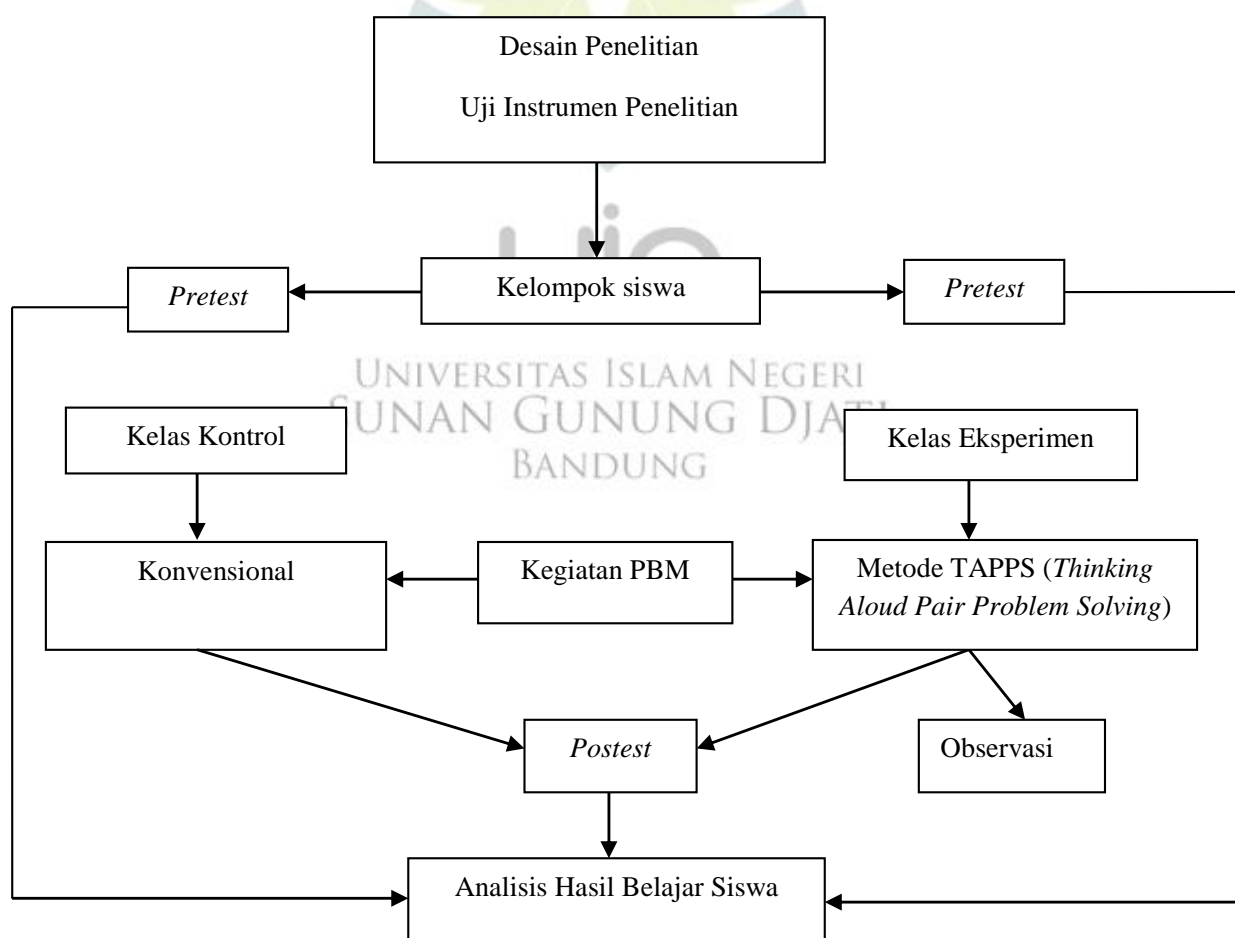 Desain Penelitian
Uji Instrumen Penelitian
uin
Pretest
Kelompok siswa
Pretest
UNIVERSITAS ISLAM NEGERI
SUNAN GUNUNG DJATI
BANDUNG
Kelas Kontrol
Kelas Eksperimen
Konvensional
Kegiatan PBM
Metode TAPPS (Thinking
Aloud Pair Problem Solving)
Postest
Observasi
Analisis Hasil Belajar Siswa